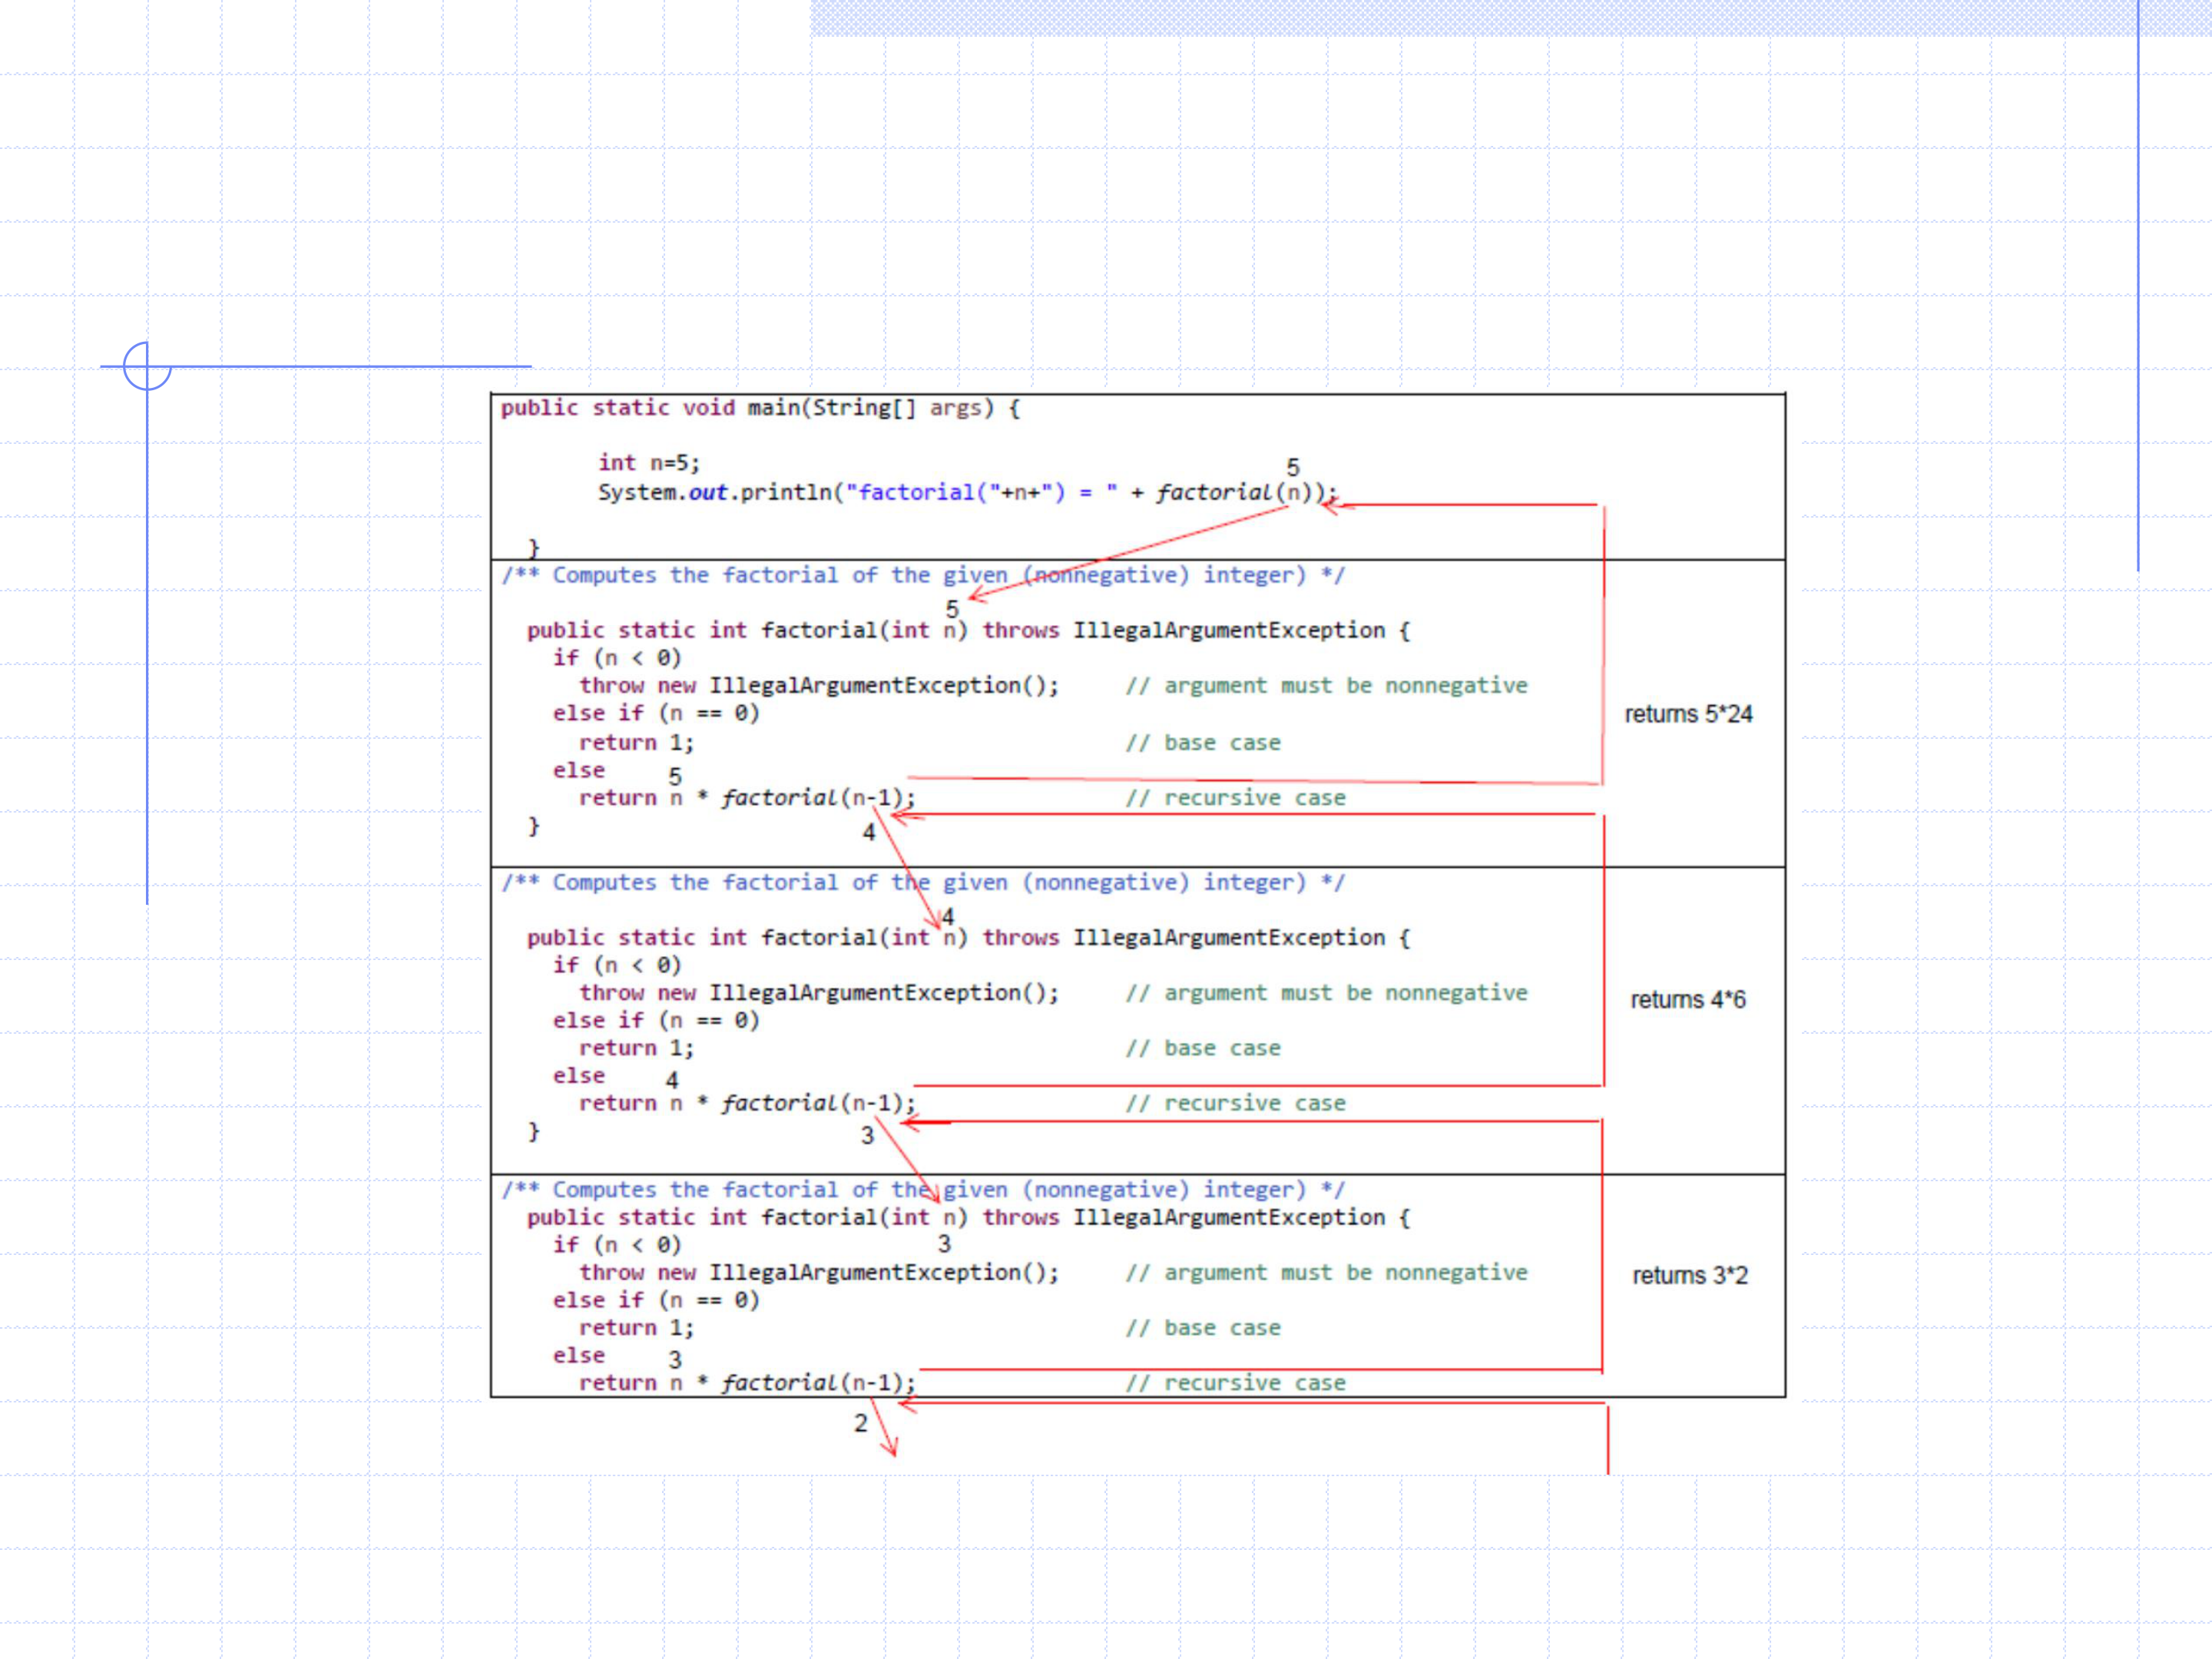 public static void main(String[] args) {
int n=5;
5
System.out.println("factorial("+n+") = " + factorial(n));
}
/** Computes the factorial of the given (nonnegative) integer) */
5
public static int factorial(int n) throws IllegalArgumentException {
if (n < 0)
throw new IllegalArgumentException(); // argument must be nonnegative
else if (n == 0)
returns 5*24
return 1; // base case
else
5
return n * factorial(n-1); // recursive case
}
4
/** Computes the factorial of the given (nonnegative) integer) */
4
public static int factorial(int n) throws IllegalArgumentException {
if (n < 0)
throw new IllegalArgumentException(); // argument must be nonnegative
returns 4*6
else if (n == 0)
return 1; // base case
else
4
return n * factorial(n-1); // recursive case
}
3
/** Computes the factorial of the given (nonnegative) integer) */
public static int factorial(int n) throws IllegalArgumentException {
if (n < 0)
3
throw new IllegalArgumentException(); // argument must be nonnegative
returns 3*2
else if (n == 0)
return 1; // base case
else
3
return n * factorial(n-1); // recursive case
2